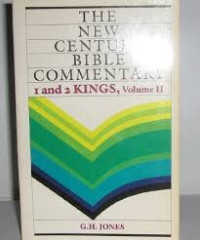 THE
NEW
CENTURY
BIBLE
COMMENTARY
1 and 2 KINGS, Volume II
G.H. JONES